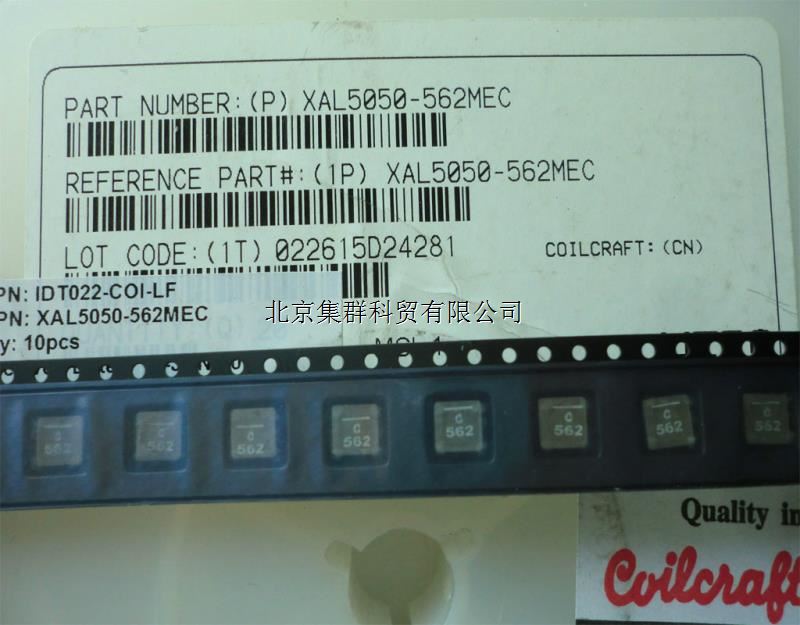 PART NUMBER:(P) XAL5050-562MEC
REFERENCE PART#:(1P) XAL5050-562MEC
LOT CODE:(1T) 022615D24281
COILCRAFT:(CN)
PN: IDT022-COI-LF
PN: XAL5050-562MEC
y: 10pcs
北京集群科贸有限公司
C
562
C
562
C
562
C
562
C
562
C
562
C
562
C
562
Quality in
Coilcraft